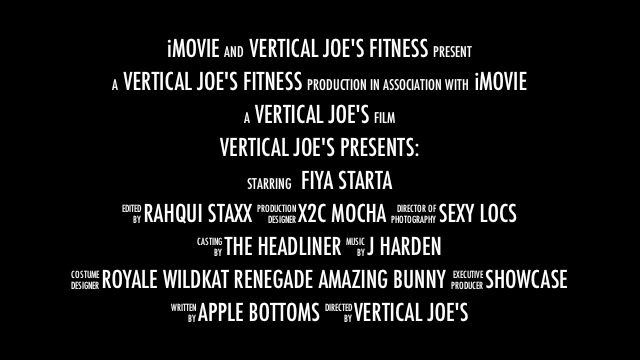 iMOVIE AND VERTICAL JOE'S FITNESS PRESENT
A VERTICAL JOE'S FITNESS PRODUCTION IN ASSOCIATION WITH iMOVIE
A VERTICAL JOE'S FILM
VERTICAL JOE'S PRESENTS:
STARRING FIYA STARTA
EDITED BY RAHQUI STAXX PRODUCTION DESIGNER X2C MOCHA DIRECTOR OF PHOTOGRAPHY SEXY LOCS
CASTING BY THE HEADLINER MUSIC BY J HARDEN
COSTUME DESIGNER ROYALE WILDKAT RENEGADE AMAZING BUNNY EXECUTIVE PRODUCER SHOWCASE
WRITTEN BY APPLE BOTTOMS DIRECTED BY VERTICAL JOE'S